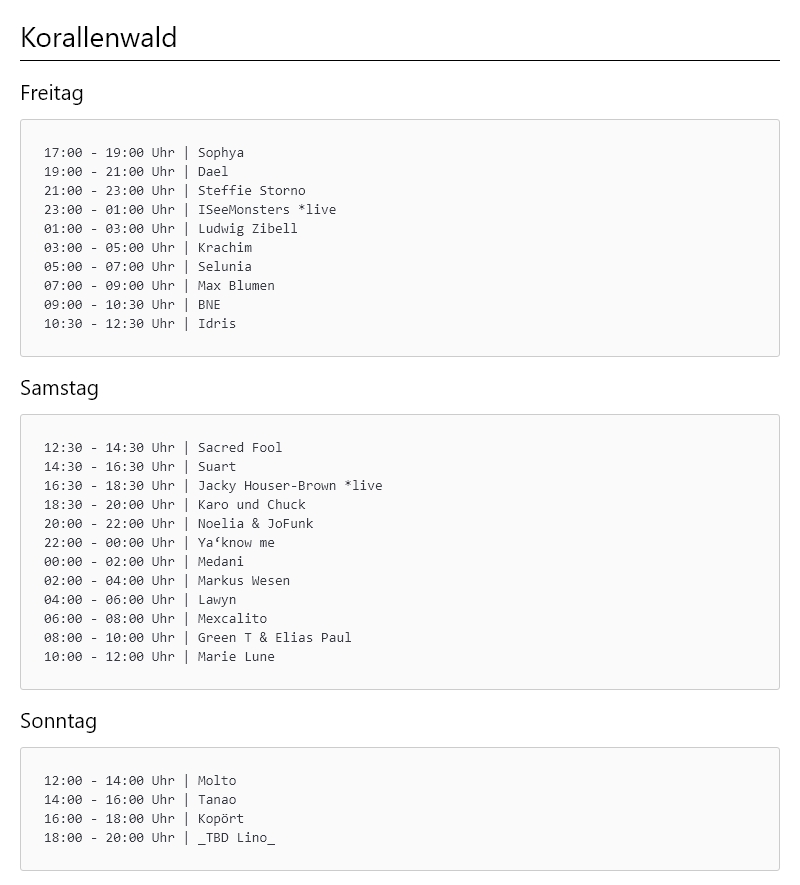 Korallenwald
Freitag
17:00 - 19:00 Uhr | Sophya
19:00 - 21:00 Uhr | Dael
21:00 - 23:00 Uhr | Steffie Storno
23:00 - 01:00 Uhr | ISeeMonsters *live
01:00 - 03:00 Uhr | Ludwig Zibell
03:00 - 05:00 Uhr | Krachim
05:00 - 07:00 Uhr | Selunia
07:00 - 09:00 Uhr | Max Blumen
09:00 - 10:30 Uhr | BNE
10:30 - 12:30 Uhr | Idris
Samstag
12:30 - 14:30 Uhr | Sacred Fool
14:30 - 16:30 Uhr | Suart
16:30 - 18:30 Uhr | Jacky Houser-Brown *live
18:30 - 20:00 Uhr | Karo und Chuck
20:00 - 22:00 Uhr | Noelia & JoFunk
22:00 - 00:00 Uhr | Ya‘know me
00:00 - 02:00 Uhr | Medani
02:00 - 04:00 Uhr | Markus Wesen
04:00 - 06:00 Uhr | Lawyn
06:00 - 08:00 Uhr | Mexcalito
08:00 - 10:00 Uhr | Green T & Elias Paul
10:00 - 12:00 Uhr | Marie Lune
Sonntag
12:00 - 14:00 Uhr | Molto
14:00 - 16:00 Uhr | Tanao
16:00 - 18:00 Uhr | Kopört
18:00 - 20:00 Uhr | _TBD Lino_